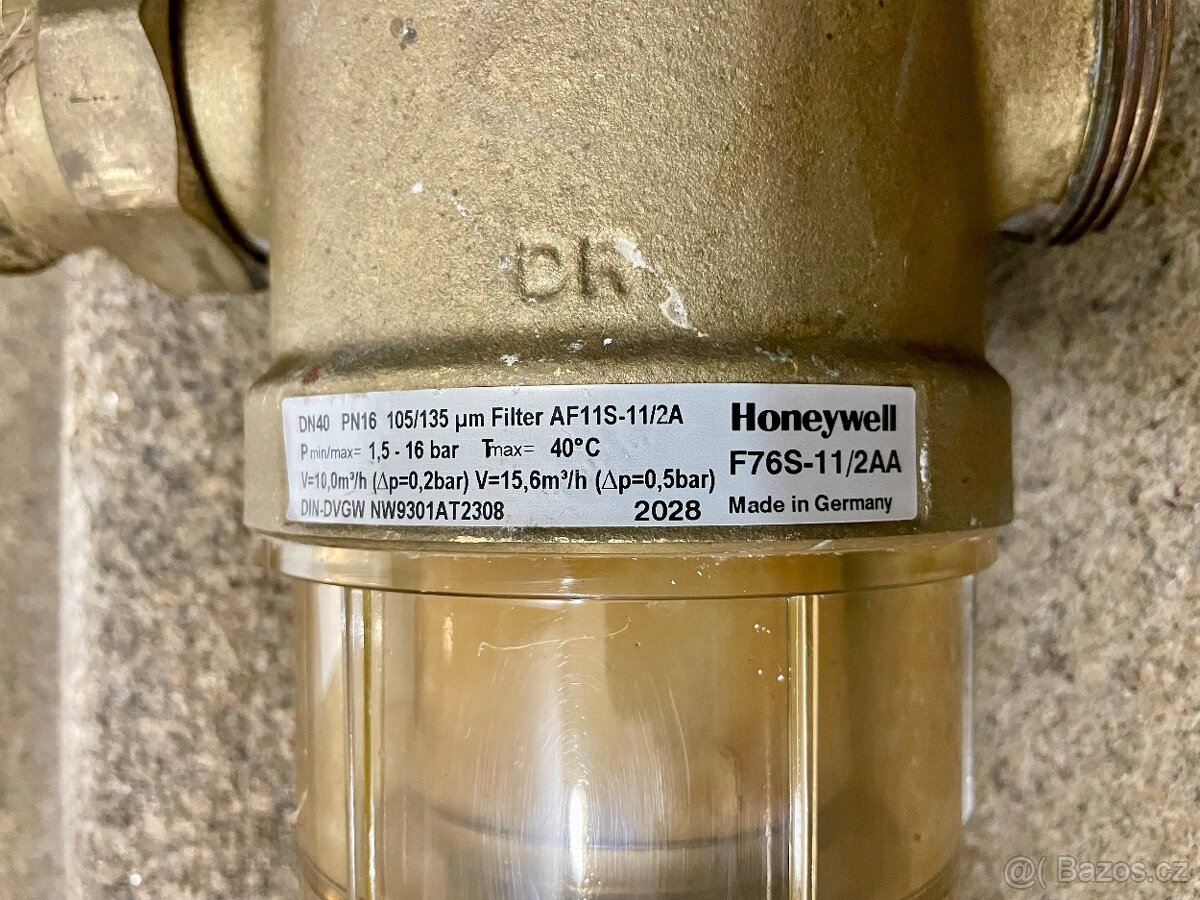 DR
DN40 PN16 105/135 µm Filter AF11S-11/2A
Pmin/max= 1,5 - 16 bar Tmax= 40°C
V=10,0m³/h (Δp=0,2bar) V=15,6m³/h (Δp=0,5bar)
DIN-DVGW NW9301AT2308 2028
Honeywell
F76S-11/2AA
Made in Germany
@( Bazos.cz